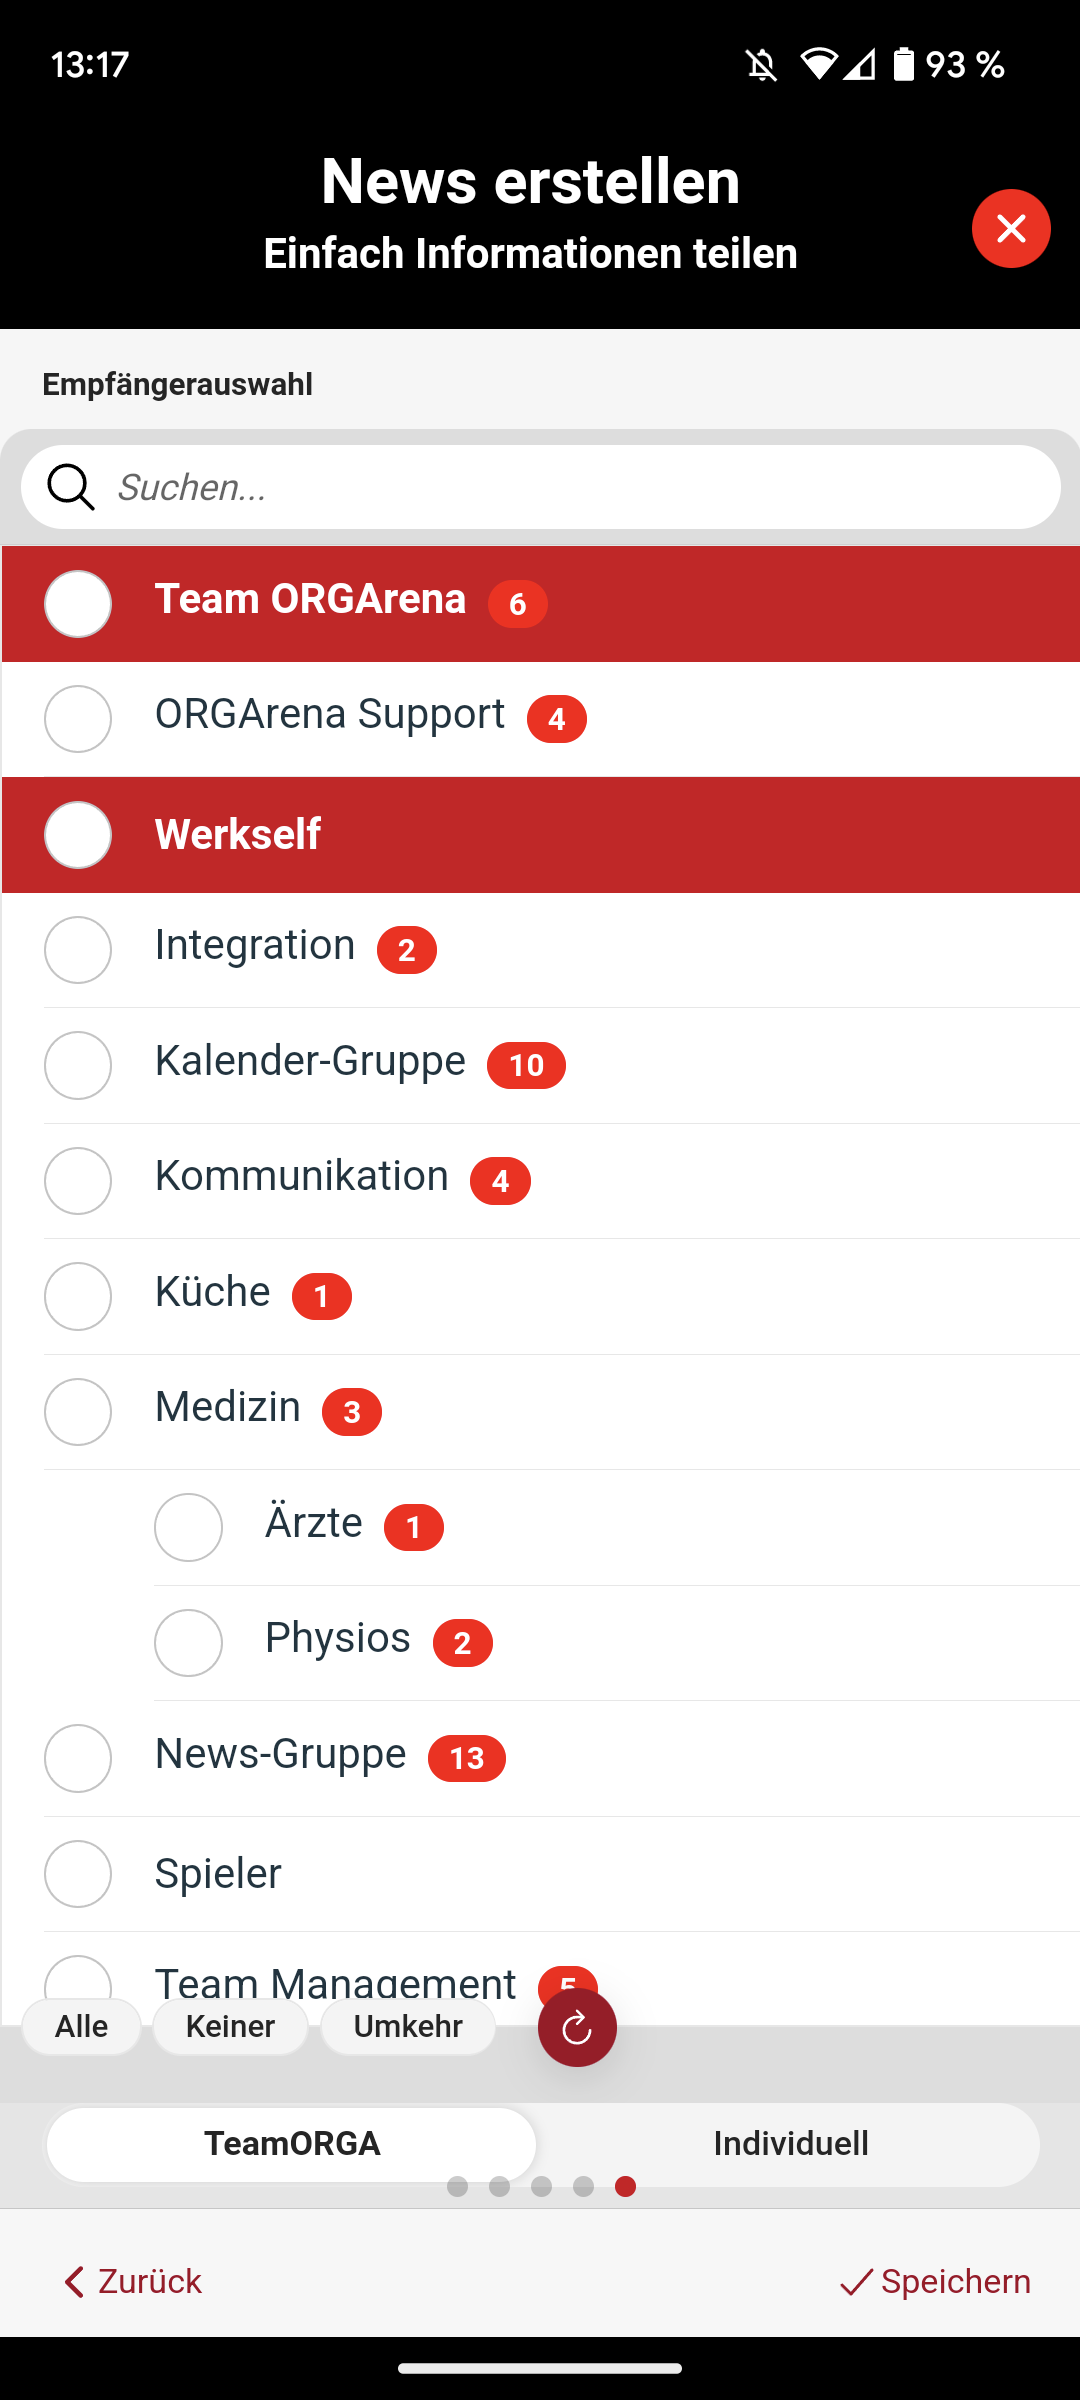 13:17
93 %
News erstellen
Einfach Informationen teilen
Empfängerauswahl
Suchen...
Team ORGArena 6
ORGArena Support 4
Werkself
Integration 2
Kalender-Gruppe 10
Kommunikation 4
Küche 1
Medizin 3
Ärzte 1
Physios 2
News-Gruppe 13
Spieler
Team Management 5
Alle Keiner Umkehr
TeamORGA Individuell
Zurück Speichern